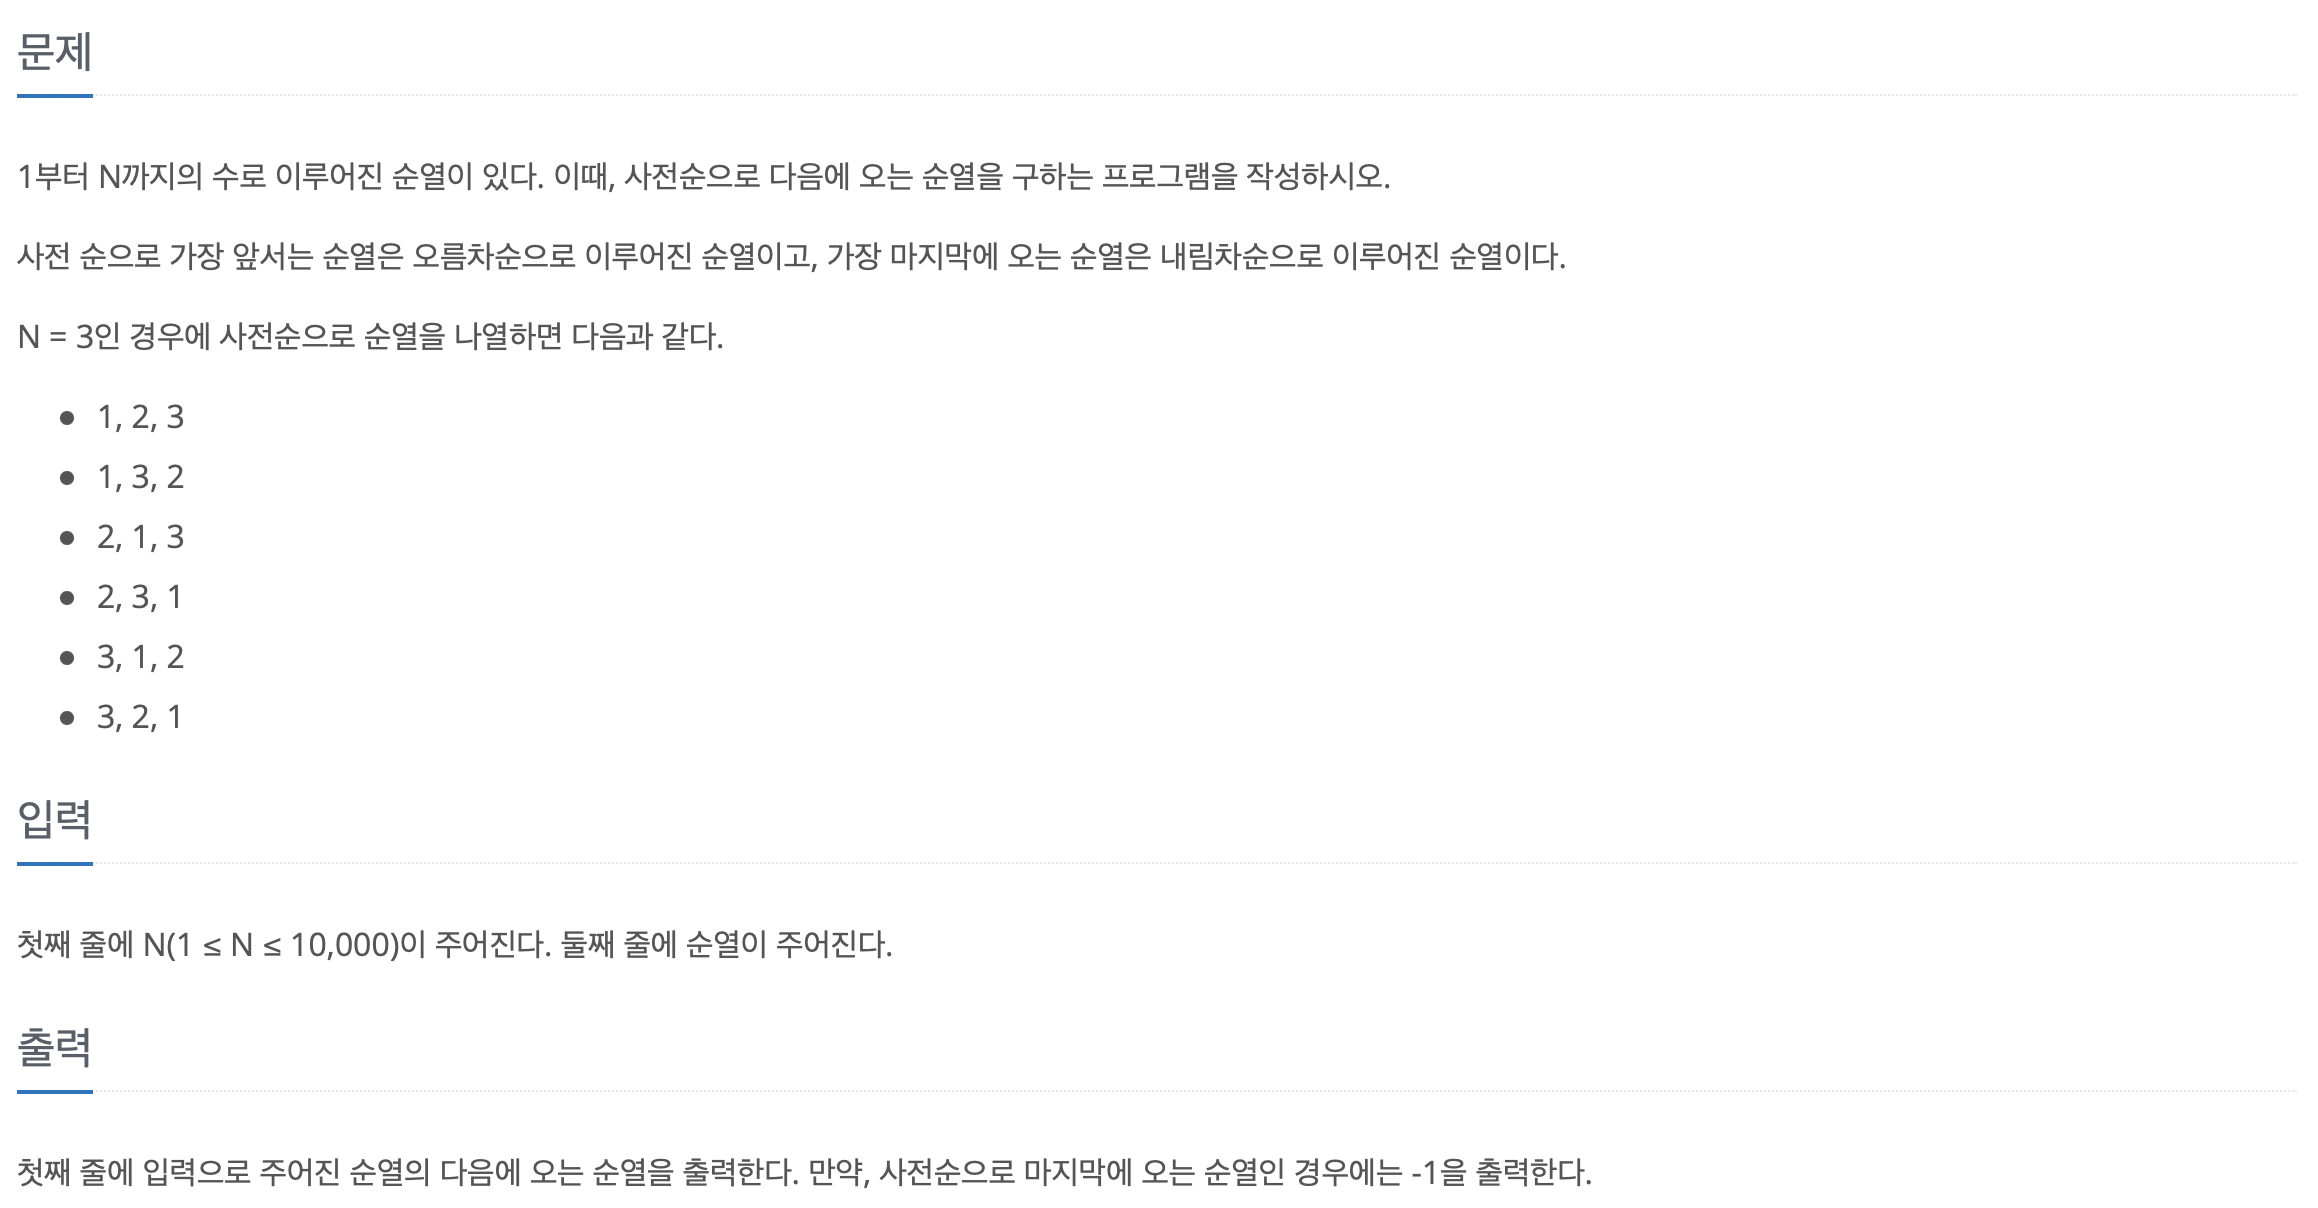 문제
1부터 N까지의 수로 이루어진 순열이 있다. 이때, 사전순으로 다음에 오는 순열을 구하는 프로그램을 작성하시오.
사전 순으로 가장 앞서는 순열은 오름차순으로 이루어진 순열이고, 가장 마지막에 오는 순열은 내림차순으로 이루어진 순열이다.
N = 3인 경우에 사전순으로 순열을 나열하면 다음과 같다.
● 1, 2, 3
● 1, 3, 2
● 2, 1, 3
● 2, 3, 1
● 3, 1, 2
● 3, 2, 1
입력
첫째 줄에 N(1 ≤ N ≤ 10,000)이 주어진다. 둘째 줄에 순열이 주어진다.
출력
첫째 줄에 입력으로 주어진 순열의 다음에 오는 순열을 출력한다. 만약, 사전순으로 마지막에 오는 순열인 경우에는 -1을 출력한다.